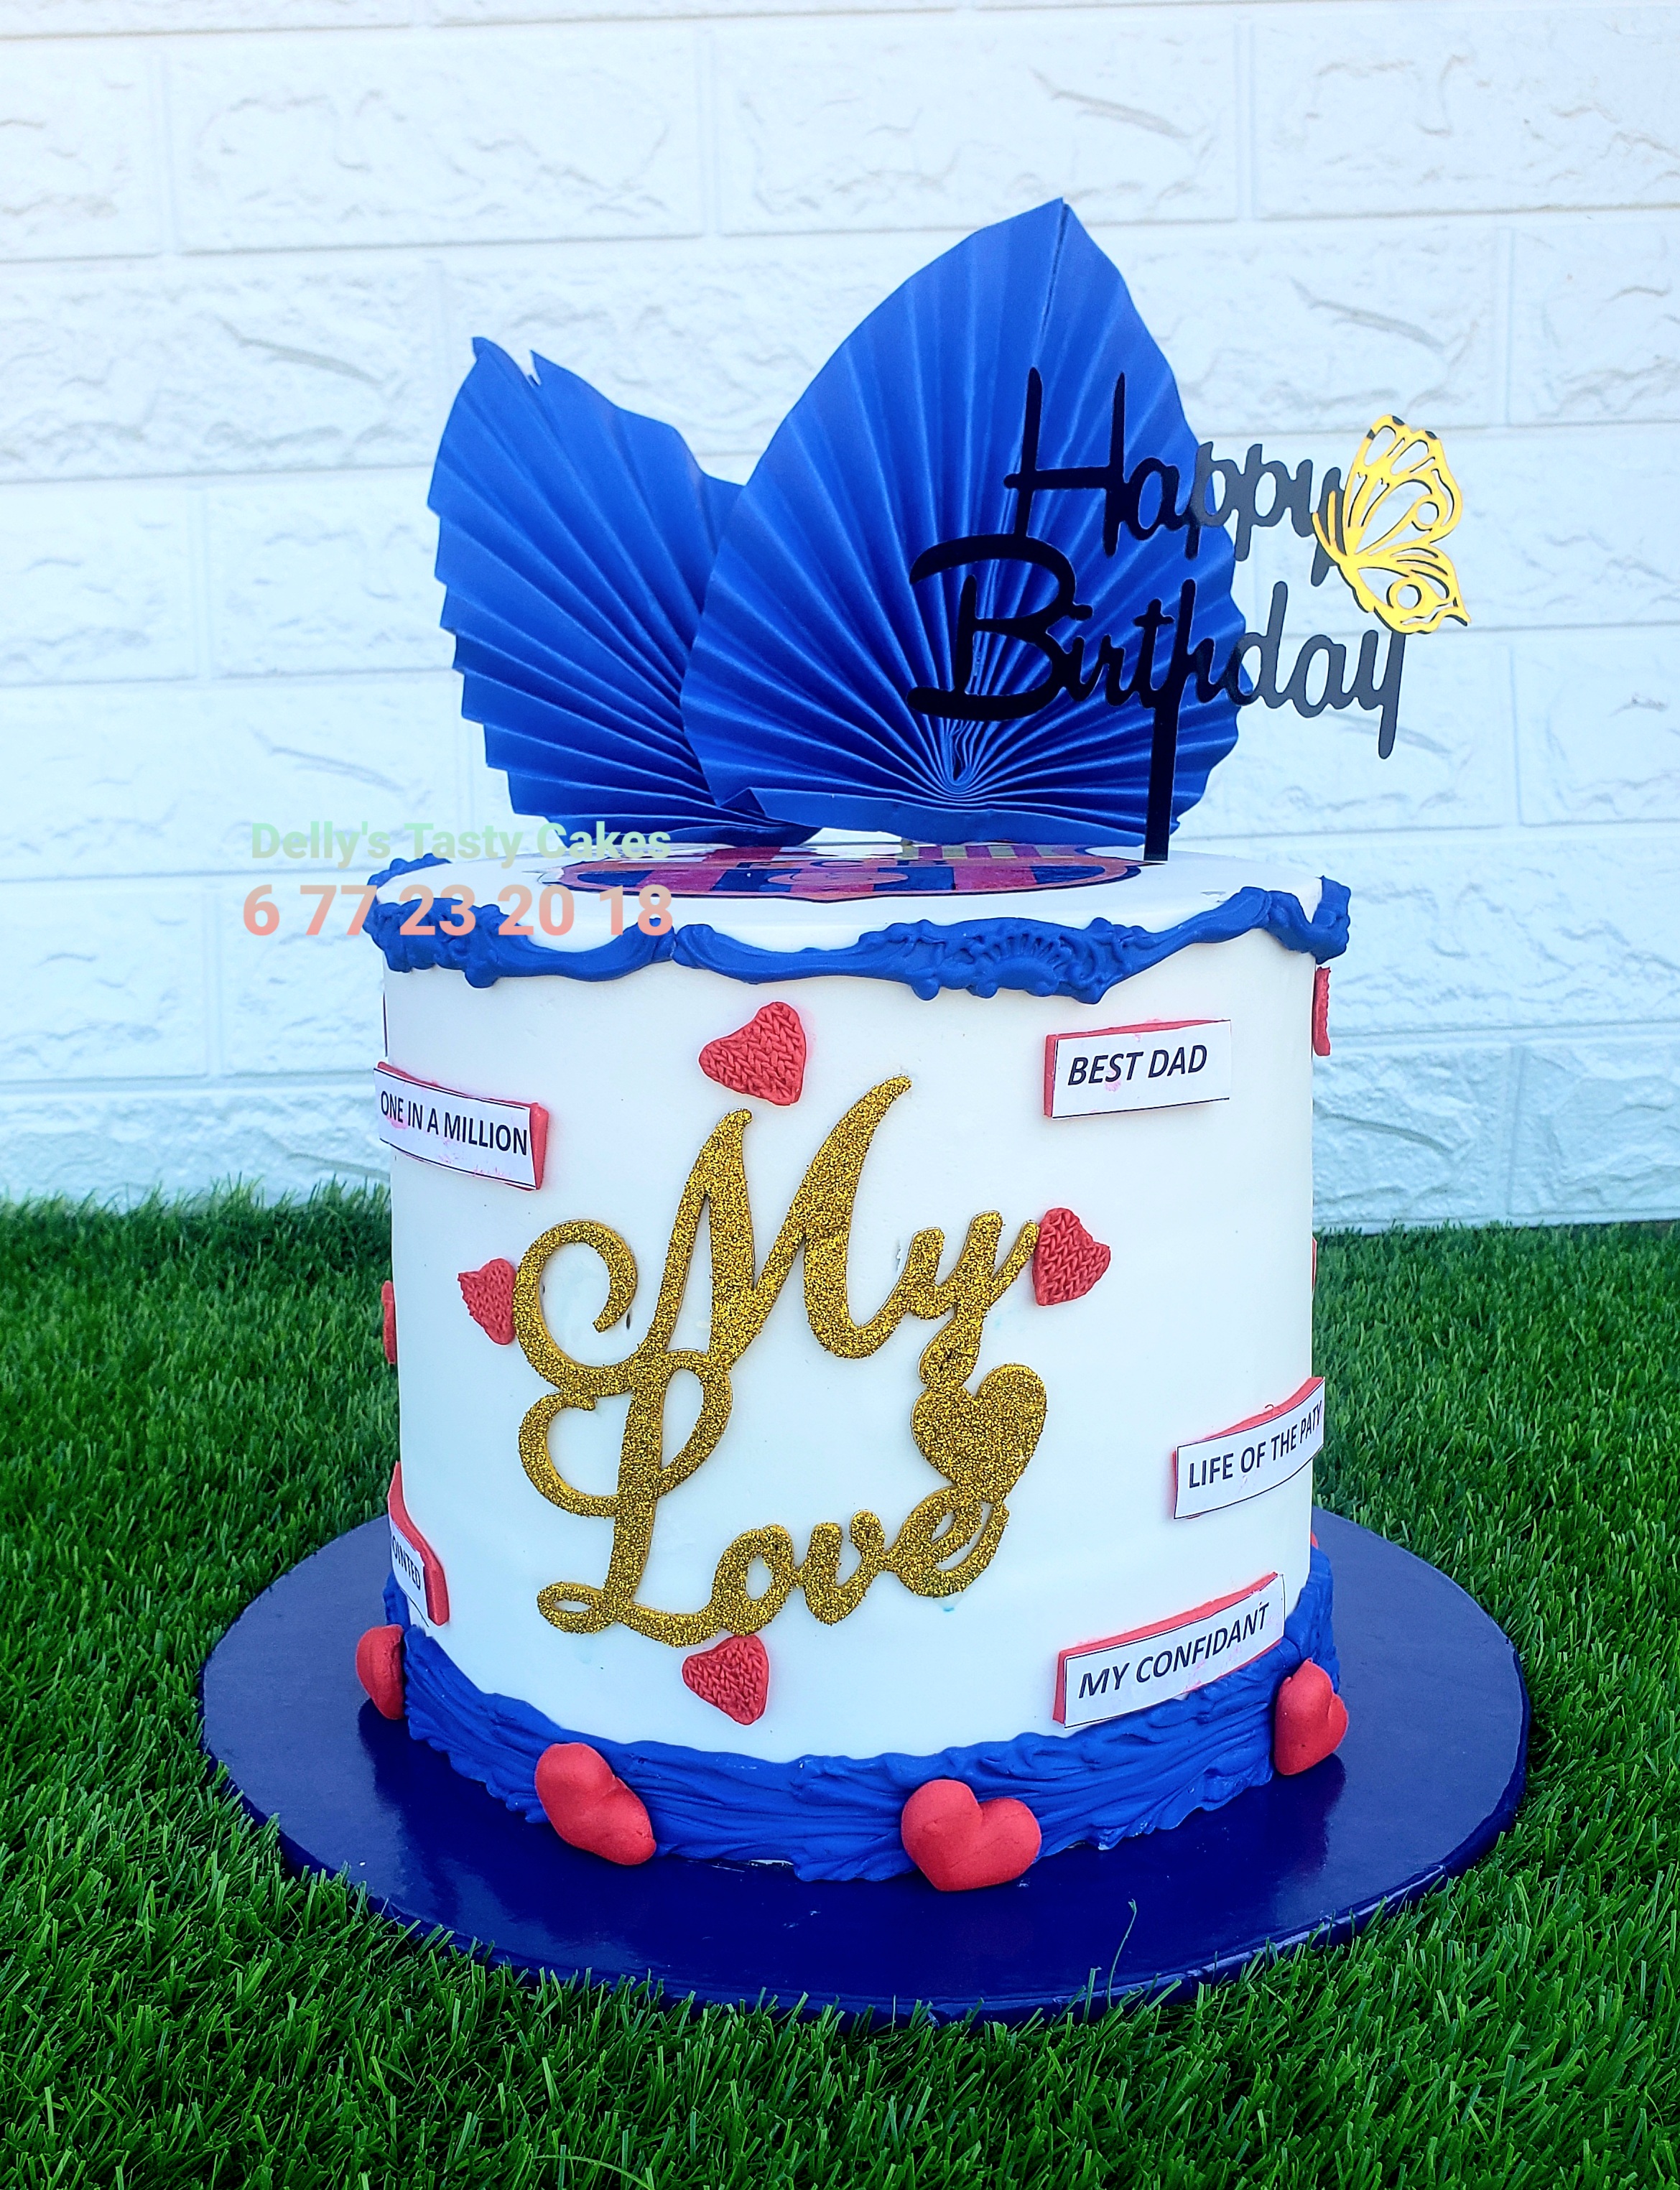 Happy
Birthday
Delly's Tasty Cakes
6 77 23 20 18
BEST DAD
ONE IN A MILLION
My
Love
LIFE OF THE PATY
MY CONFIDANT